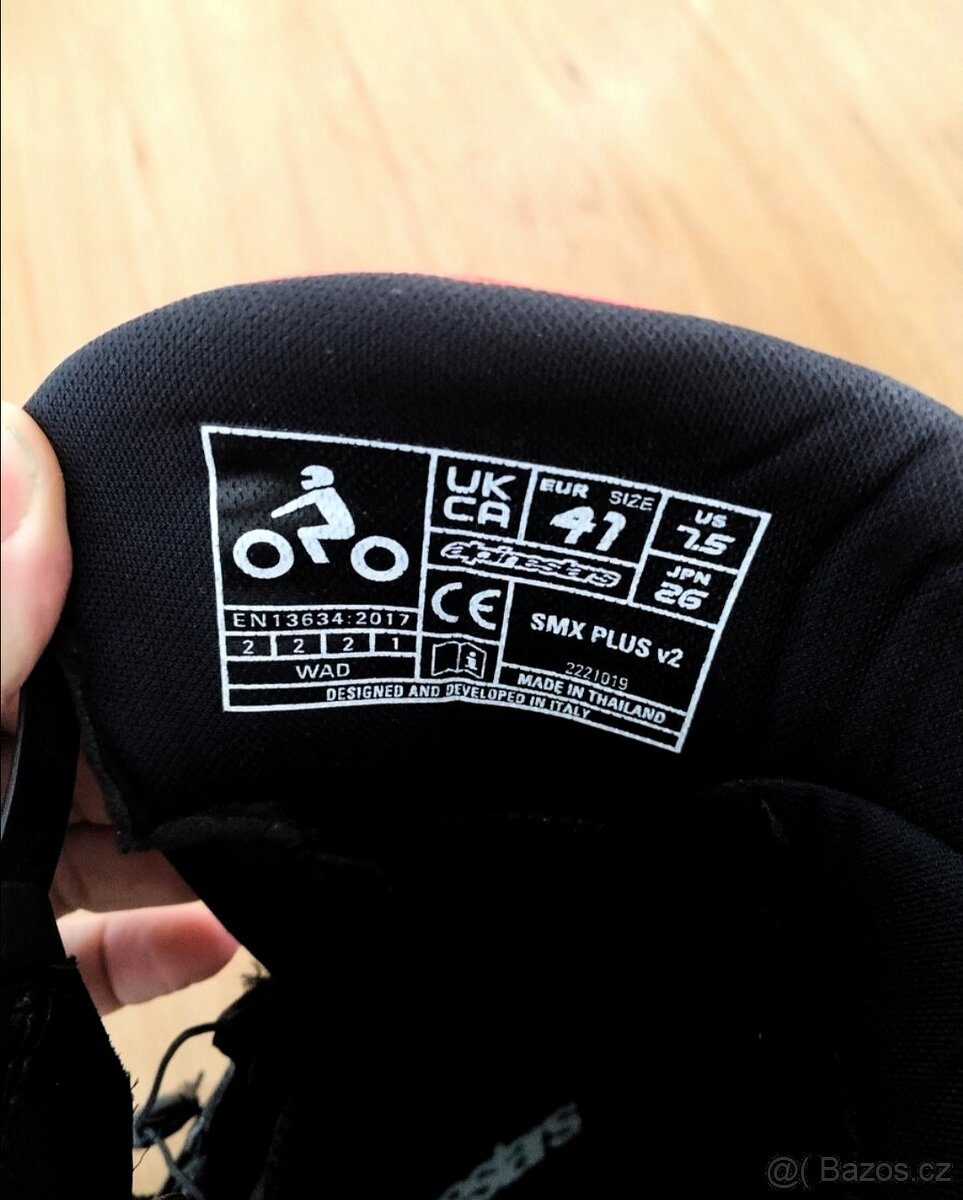 UK
CA
EUR SIZE
41
US
7.5
JPN
26
alpinestars
CE
EN13634:2017
2 2 2 1
WAD
SMX PLUS v2
2221019
MADE IN THAILAND
DESIGNED AND DEVELOPED IN ITALY
estars
@( Bazos.cz